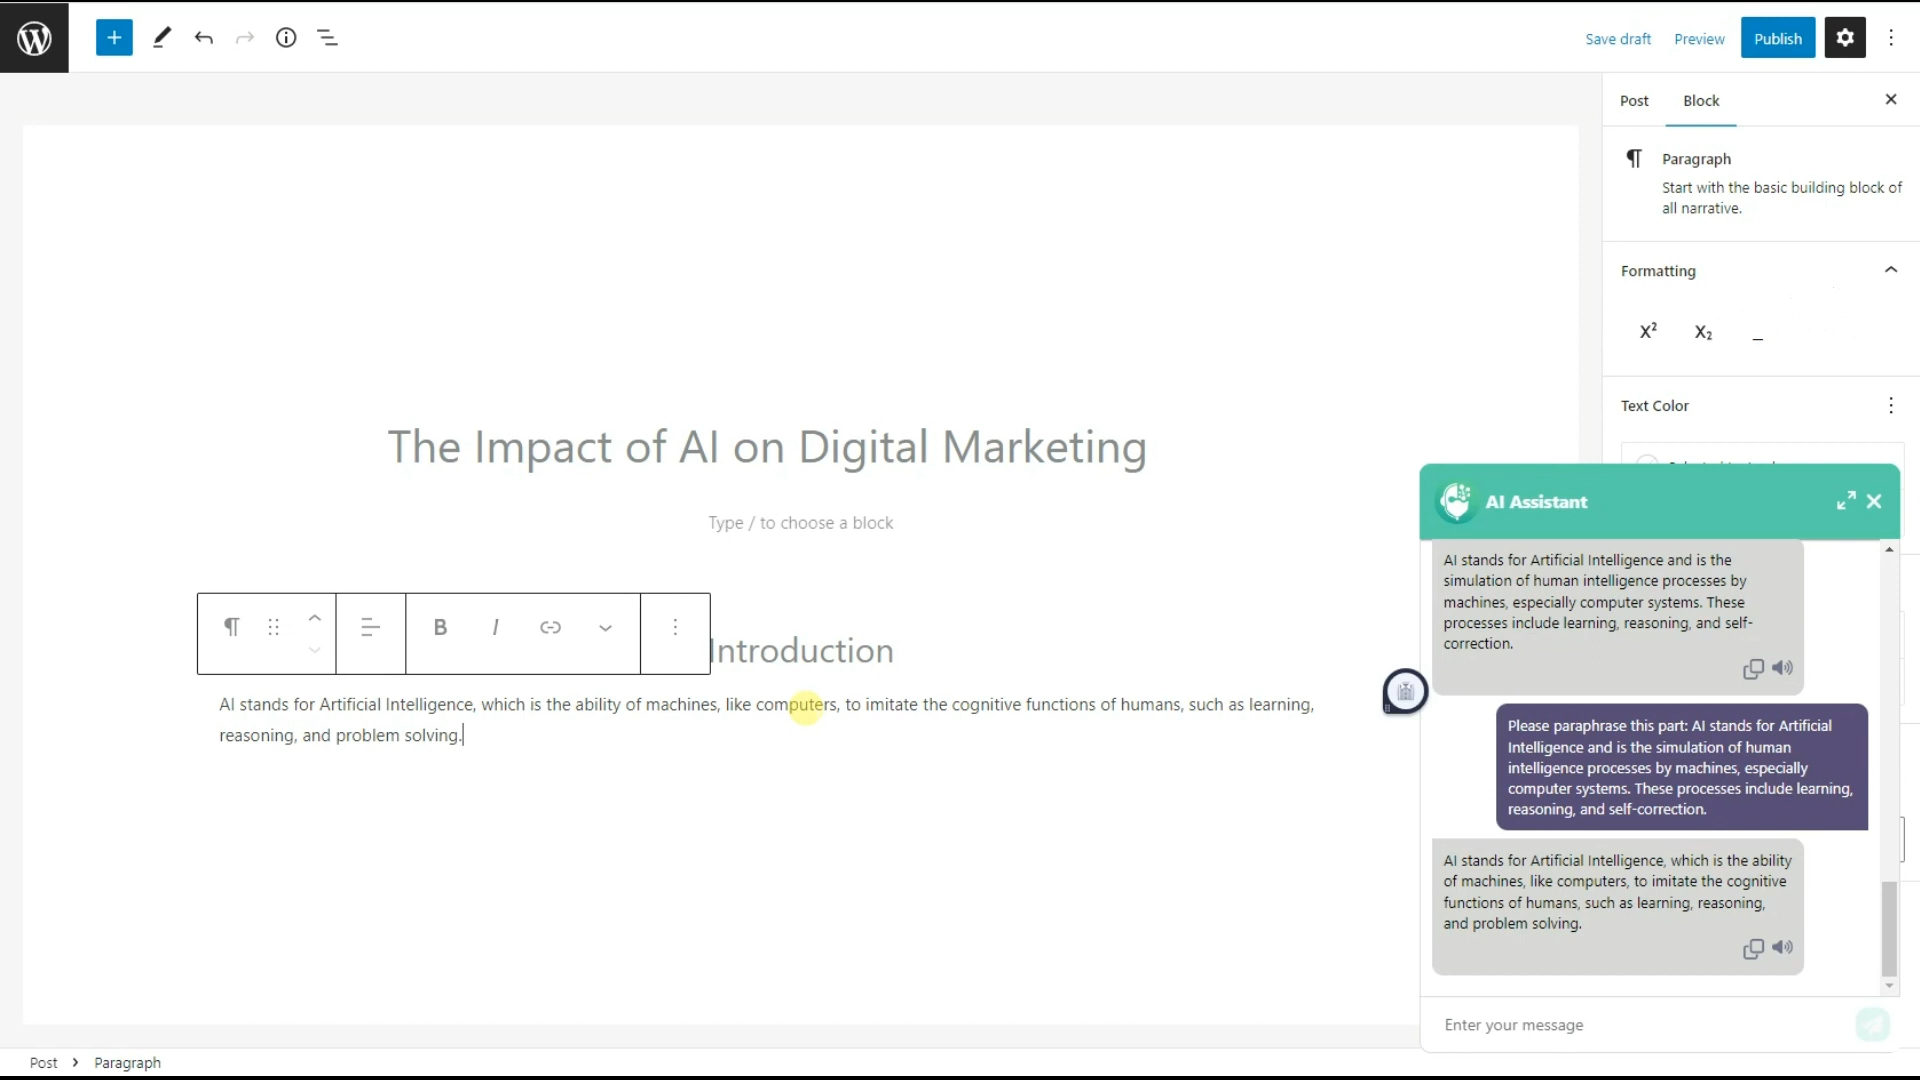 Save draft
Preview
Publish
Post
Block
Paragraph
Start with the basic building block of
all narrative.
Formatting
X²
X₂
Text Color
The Impact of AI on Digital Marketing
Type / to choose a block
B I
Introduction
AI stands for Artificial Intelligence, which is the ability of machines, like computers, to imitate the cognitive functions of humans, such as learning,
reasoning, and problem solving.
AI Assistant
AI stands for Artificial Intelligence and is the
simulation of human intelligence processes by
machines, especially computer systems. These
processes include learning, reasoning, and self-
correction.
Please paraphrase this part: AI stands for Artificial
Intelligence and is the simulation of human
intelligence processes by machines, especially
computer systems. These processes include learning,
reasoning, and self-correction.
AI stands for Artificial Intelligence, which is the ability
of machines, like computers, to imitate the cognitive
functions of humans, such as learning, reasoning,
and problem solving.
Enter your message
Post > Paragraph